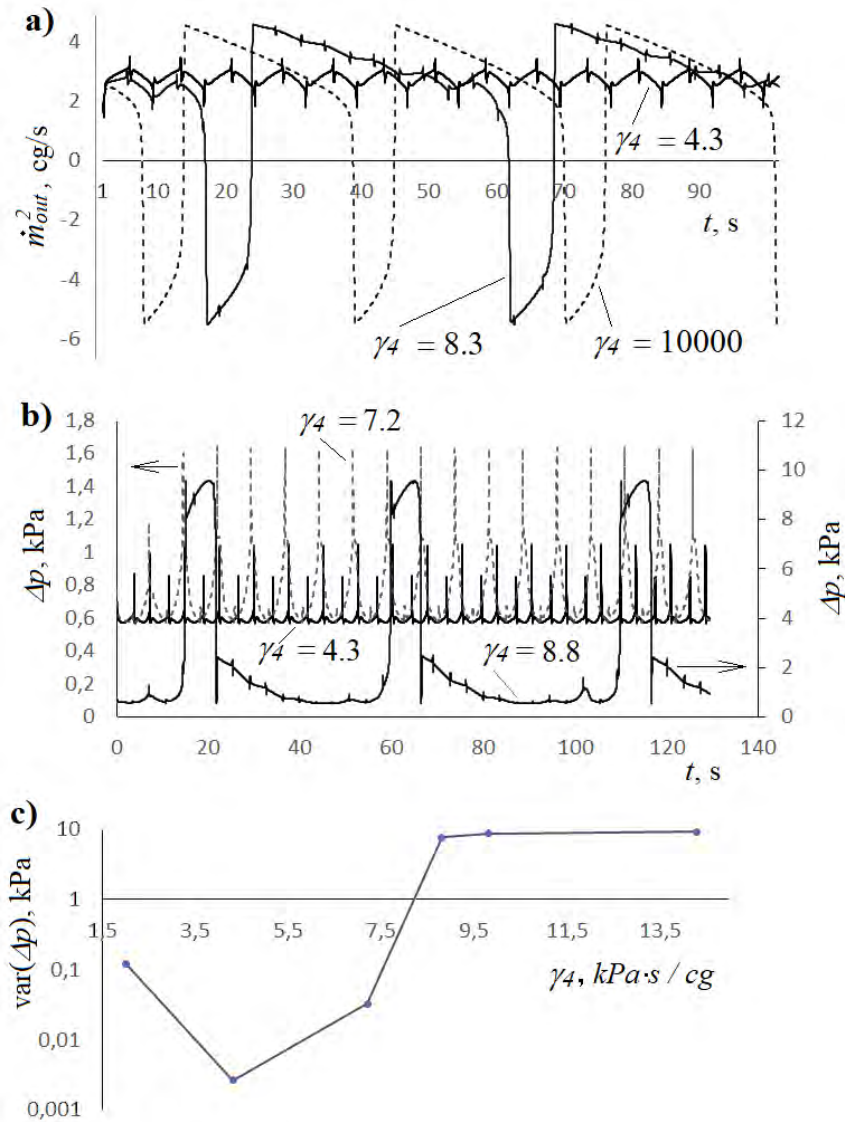 a)
4
2
0
-2
-4
-6
ṁ²out , cg/s
1 10 20 30 40 50 60 70 80 90
γ4 = 4.3
t, s
γ4 = 8.3
γ4 = 10000
b)
1,8
1,6
1,4
1,2
1
0,8
0,6
0,4
0,2
0
Δp, kPa
γ4 = 7.2
γ4 = 4.3
γ4 = 8.8
12
10
8
6
4
2
0
Δp, kPa
0 20 40 60 80 100 120 140
t, s
c)
10
1
0,1
0,01
0,001
var(Δp), kPa
1,5 3,5 5,5 7,5 9,5 11,5 13,5
γ4, kPa·s / cg